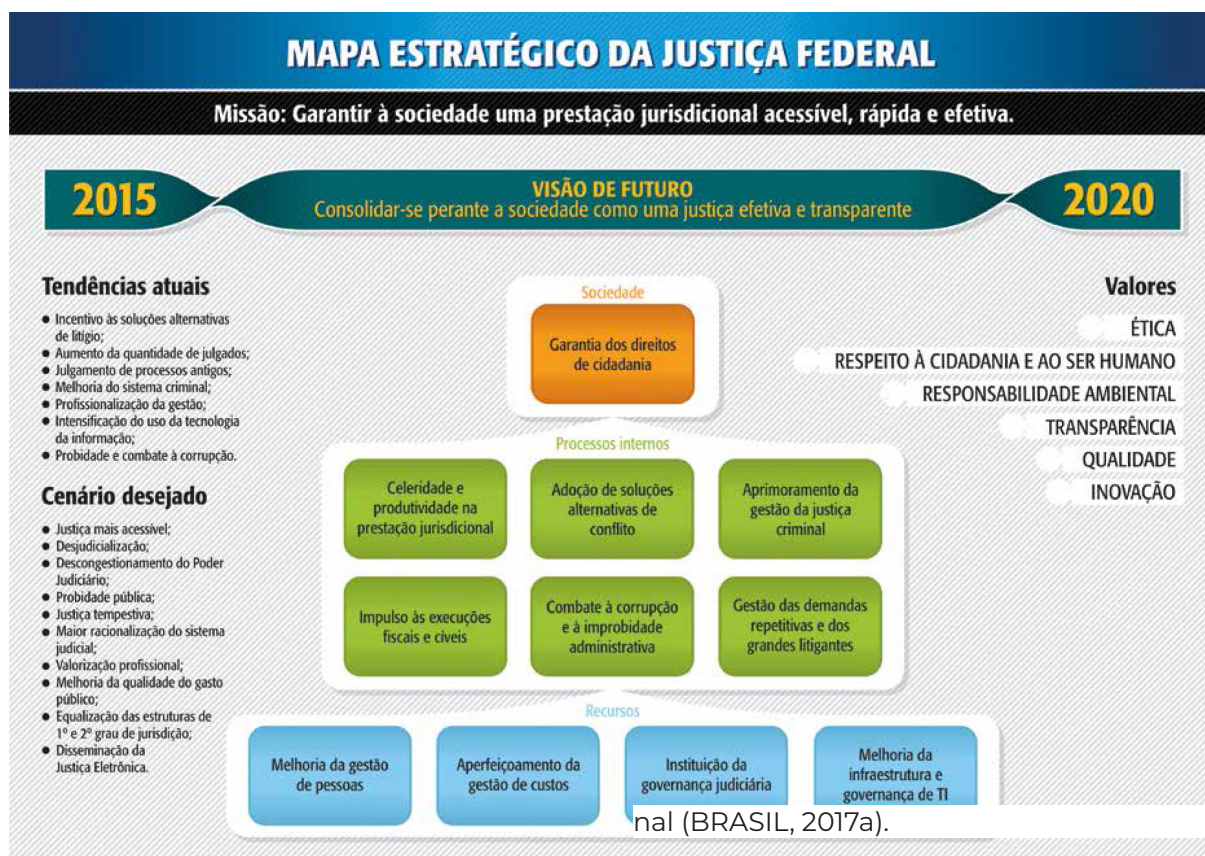 MAPA ESTRATÉGICO DA JUSTIÇA FEDERAL
Missão: Garantir à sociedade uma prestação jurisdicional acessível, rápida e efetiva.
2015
VISÃO DE FUTURO
Consolidar-se perante a sociedade como uma justiça efetiva e transparente
2020
Tendências atuais
• Incentivo às soluções alternativas
de litígio;
• Aumento da quantidade de julgados;
• Julgamento de processos antigos;
• Melhoria do sistema criminal;
• Profissionalização da gestão;
• Intensificação do uso da tecnologia
da informação;
• Probidade e combate à corrupção.
Cenário desejado
• Justiça mais acessível;
• Desjudicialização;
• Descongestionamento do Poder
Judiciário;
• Probidade pública;
• Justiça tempestiva;
• Maior racionalização do sistema
judicial;
• Valorização profissional;
• Melhoria da qualidade do gasto
público;
• Equalização das estruturas de
1º e 2º grau de jurisdição;
• Disseminação da
Justiça Eletrônica.
Sociedade
Garantia dos direitos
de cidadania
Processos internos
Celeridade e
produtividade na
prestação jurisdicional
Adoção de soluções
alternativas de
conflito
Aprimoramento da
gestão da justiça
criminal
Impulso às execuções
fiscais e cíveis
Combate à corrupção
e à improbidade
administrativa
Gestão das demandas
repetitivas e dos
grandes litigantes
Recursos
Melhoria da gestão
de pessoas
Aperfeiçoamento da
gestão de custos
Instituição da
governança judiciária
Melhoria da
infraestrutura e
governança de TI
Valores
ÉTICA
RESPEITO À CIDADANIA E AO SER HUMANO
RESPONSABILIDADE AMBIENTAL
TRANSPARÊNCIA
QUALIDADE
INOVAÇÃO
nal (BRASIL, 2017a).